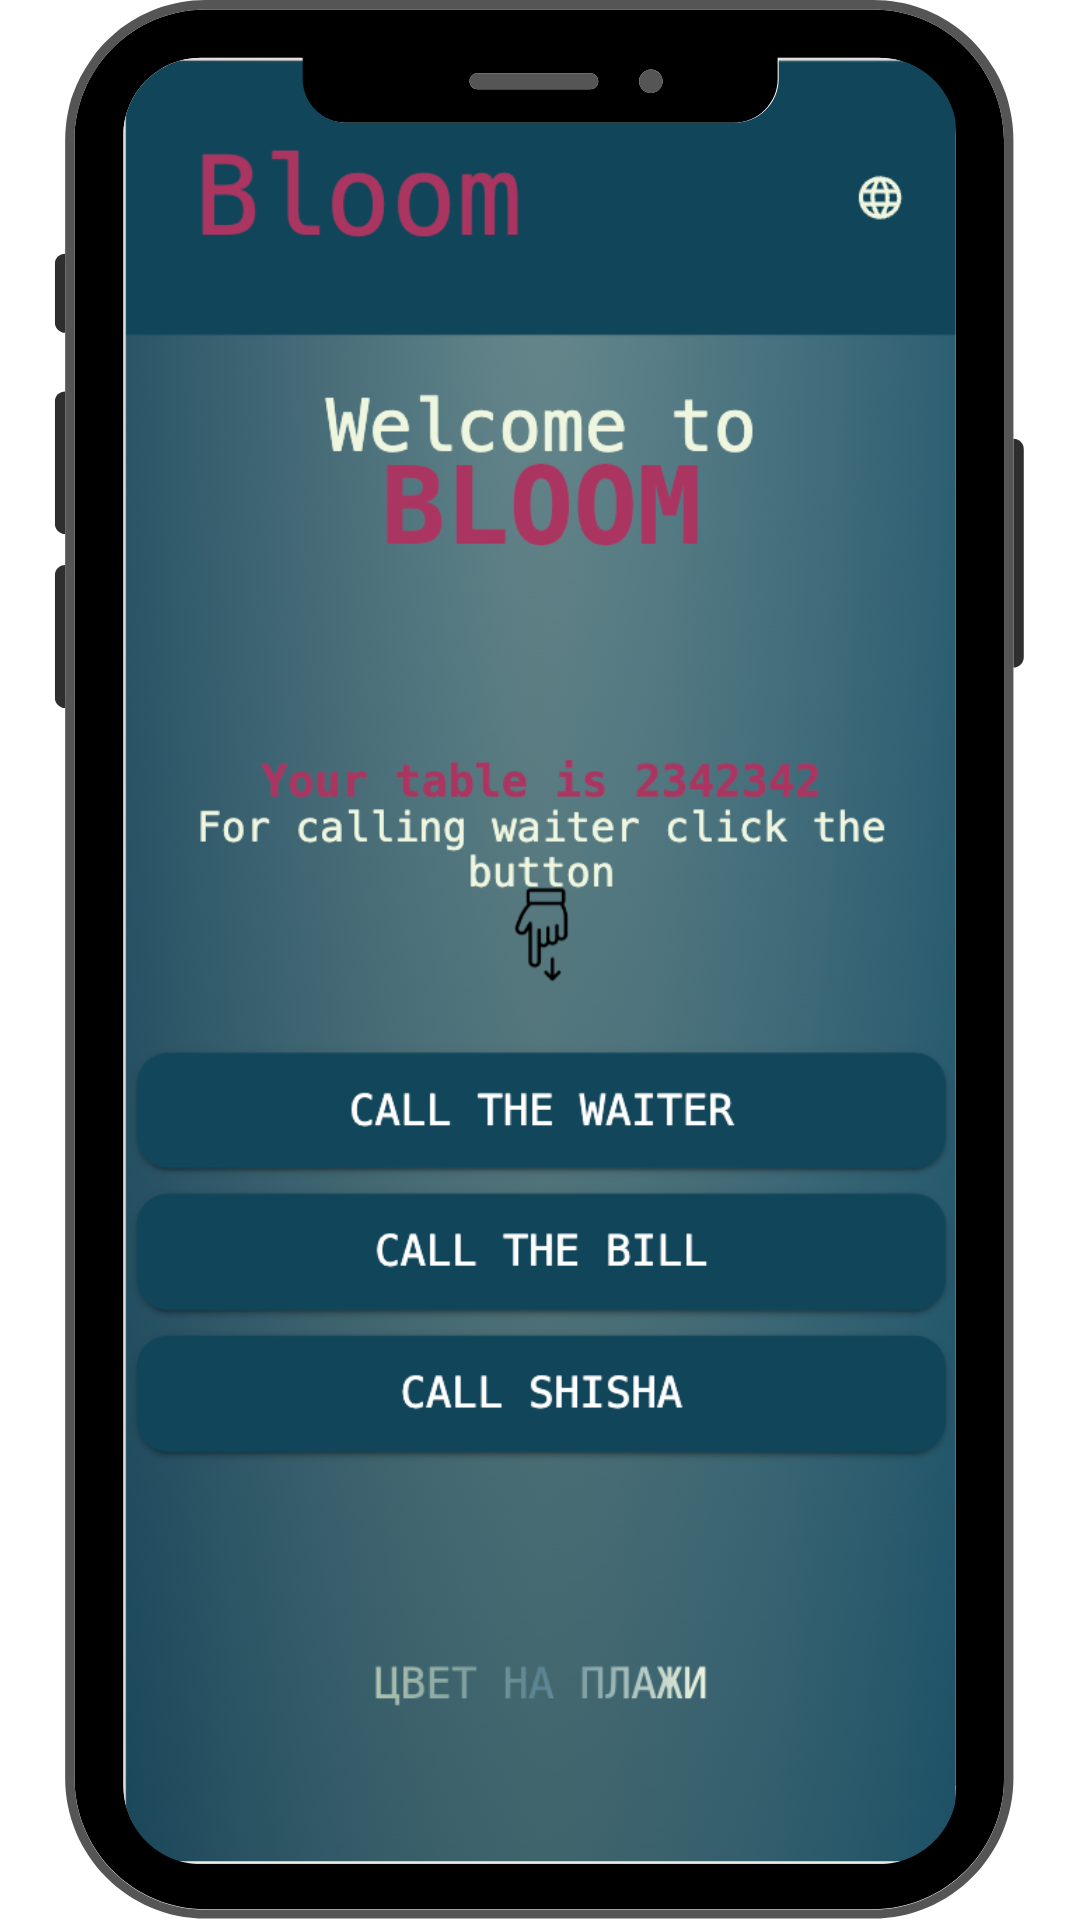 Bloom
Welcome to
BLOOM
Your table is 2342342
For calling waiter click the
button
CALL THE WAITER
CALL THE BILL
CALL SHISHA
ЦВЕТ НА ПЛАЖИ